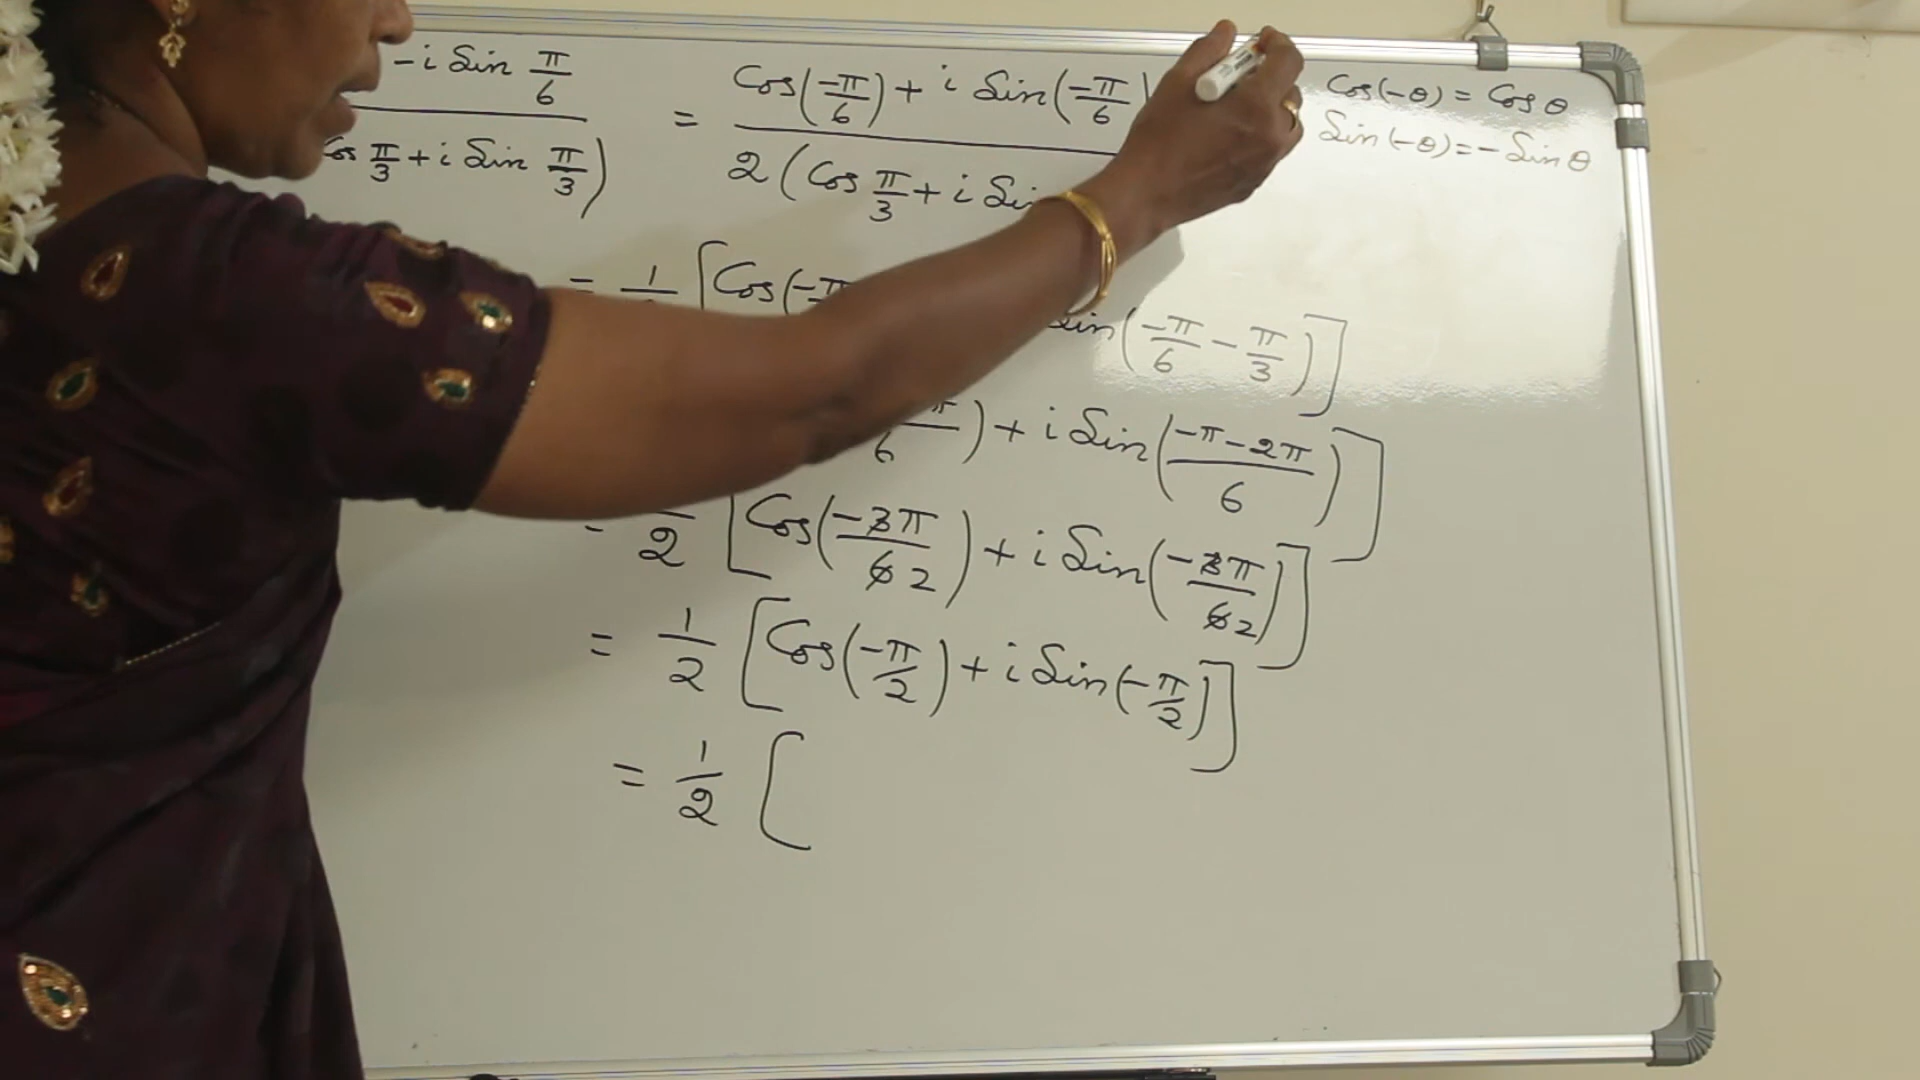 -i Sin π/6 / Cos π/3 + i Sin π/3) = Cos(-π/6) + i Sin(-π/6) / 2(Cos π/3 + i
Cos(-θ) = Cos θ
Sin(-θ) = - Sin θ
= 1 [Cos(-π Sin(-π/6 - π/3)]
6) + i Sin(-π-2π/6)]
= 2 [Cos(-3π/6 2) + i Sin(-3π/6 2)]
= 1/2 [Cos(-π/2) + i Sin(-π/2)]
= 1/2 [